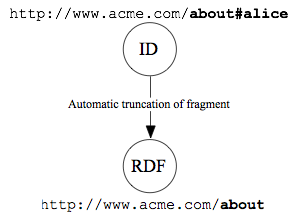 http://www.acme.com/about#alice
ID
Automatic truncation of fragment
RDF
http://www.acme.com/about